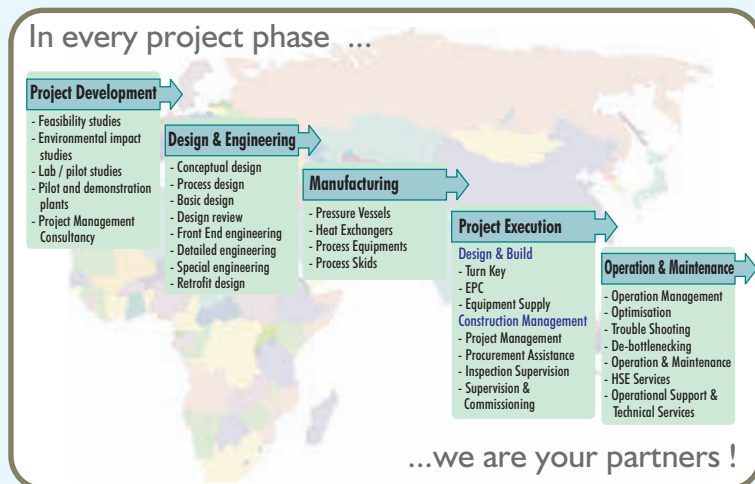 In every project phase ...
Project Development
- Feasibility studies
- Environmental impact
studies
- Lab / pilot studies
- Pilot and demonstration
plants
- Project Management
Consultancy
Design & Engineering
- Conceptual design
- Process design
- Basic design
- Design review
- Front End engineering
- Detailed engineering
- Special engineering
- Retrofit design
Manufacturing
- Pressure Vessels
- Heat Exchangers
- Process Equipments
- Process Skids
Project Execution
Design & Build
- Turn Key
- EPC
- Equipment Supply
Construction Management
- Project Management
- Procurement Assistance
- Inspection Supervision
- Supervision &
Commissioning
Operation & Maintenance
- Operation Management
- Optimisation
- Trouble Shooting
- De-bottlenecking
- Operation & Maintenance
- HSE Services
- Operational Support &
Technical Services
...we are your partners !